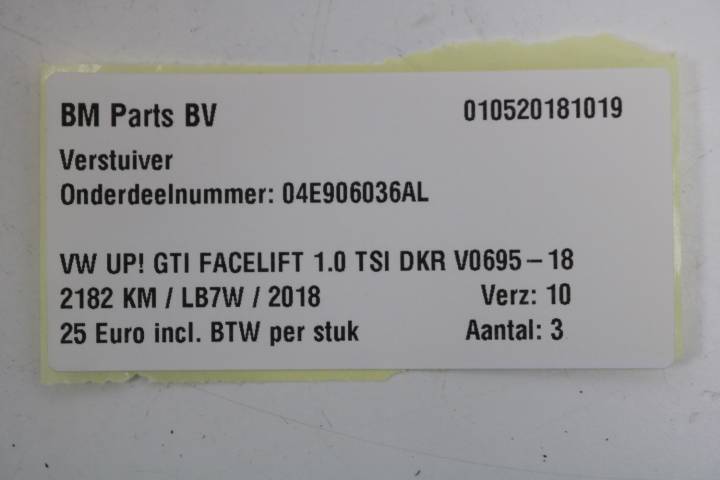 BM Parts BV 010520181019
Verstuiver
Onderdeelnummer: 04E906036AL
VW UP! GTI FACELIFT 1.0 TSI DKR V0695-18
2182 KM / LB7W / 2018 Verz: 10
25 Euro incl. BTW per stuk Aantal: 3